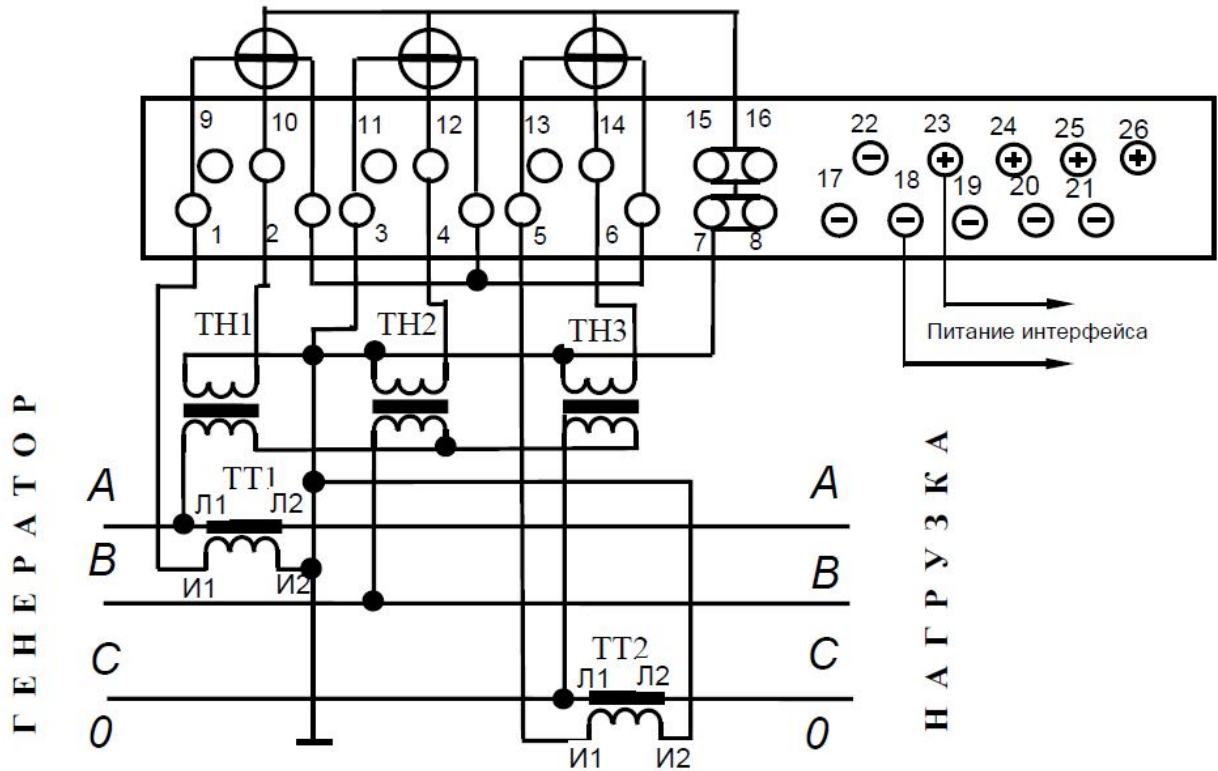 9 10 11 12 13 14 15 16
22 23 24 25 26
17 18 19 20 21
1 2 3 4 5 6 7 8
ТН1 ТН2 ТН3
Питание интерфейса
ГЕНЕРАТОР
НАГРУЗКА
ТТ1
A Л1 Л2 A
B И1 И2 B
ТТ2
C Л1 Л2 C
0 И1 И2 0